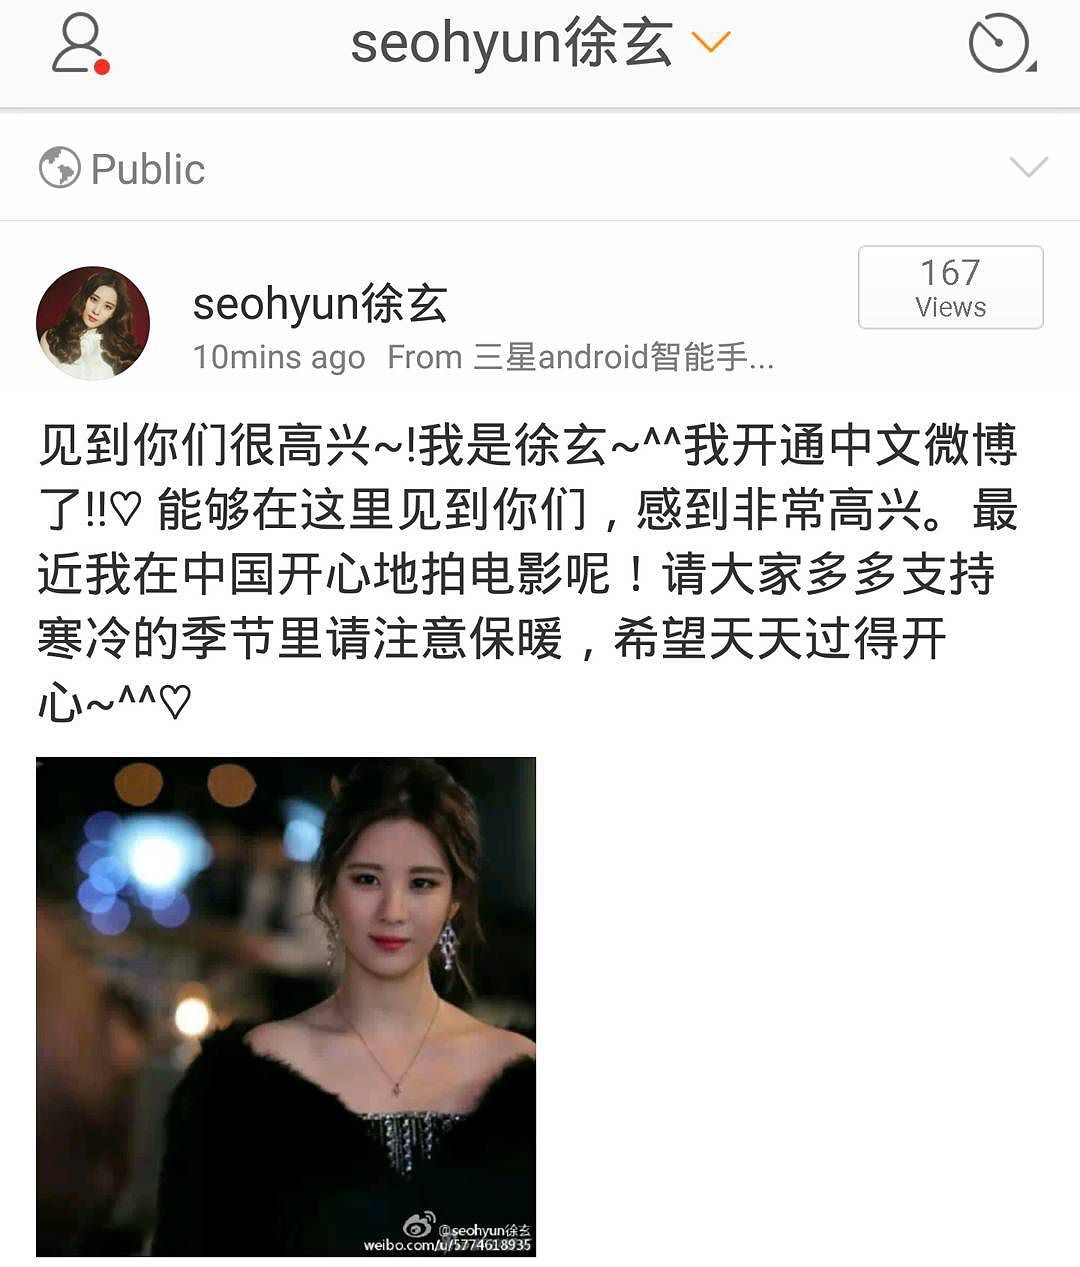 seohyun徐玄
Public
167
Views
seohyun徐玄
10mins ago From 三星android智能手...
见到你们很高兴~!我是徐玄~^^我开通中文微博
了!!♡ 能够在这里见到你们，感到非常高兴。最
近我在中国开心地拍电影呢！请大家多多支持
寒冷的季节里请注意保暖，希望天天过得开
心~^^♡
@seohyun徐玄
weibo.com/u/5774618935